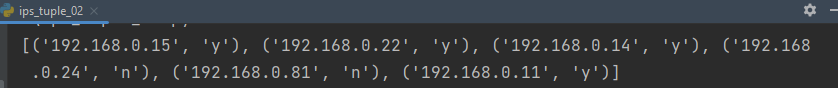 ips_tuple_02
[('192.168.0.15', 'y'), ('192.168.0.22', 'y'), ('192.168.0.14', 'y'), ('192.168
.0.24', 'n'), ('192.168.0.81', 'n'), ('192.168.0.11', 'y')]